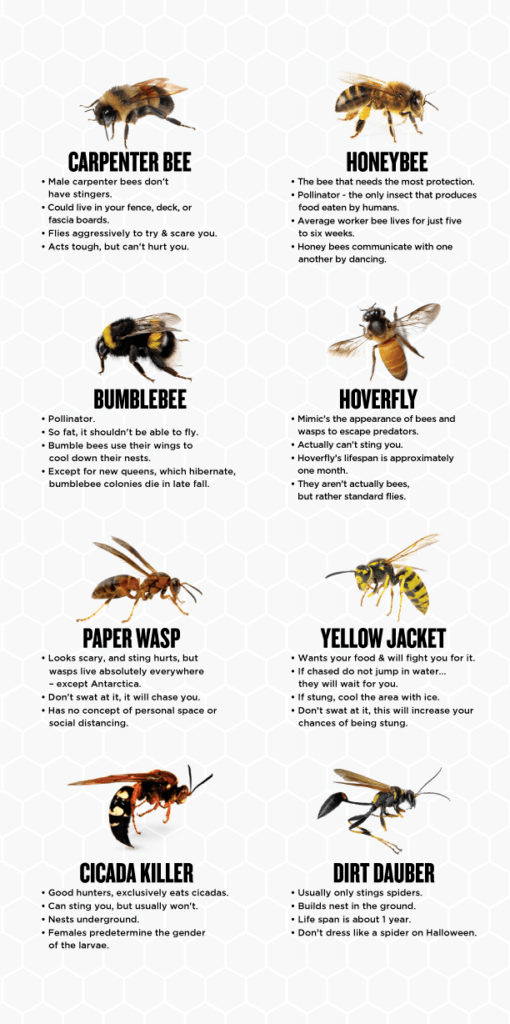 CARPENTER BEE
• Male carpenter bees don't
have stingers.
• Could live in your fence, deck, or
fascia boards.
• Flies aggressively to try & scare you.
• Acts tough, but can't hurt you.
HONEYBEE
• The bee that needs the most protection.
• Pollinator - the only insect that produces
food eaten by humans.
• Average worker bee lives for just five
to six weeks.
• Honey bees communicate with one
another by dancing.
BUMBLEBEE
• Pollinator.
• So fat, it shouldn't be able to fly.
• Bumble bees use their wings to
cool down their nests.
• Except for new queens, which hibernate,
bumblebee colonies die in late fall.
HOVERFLY
• Mimic's the appearance of bees and
wasps to escape predators.
• Actually can't sting you.
• Hoverfly's lifespan is approximately
one month.
• They aren't actually bees,
but rather standard flies.
PAPER WASP
• Looks scary, and sting hurts, but
wasps live absolutely everywhere
– except Antarctica.
• Don't swat at it, it will chase you.
• Has no concept of personal space or
social distancing.
YELLOW JACKET
• Wants your food & will fight you for it.
• If chased do not jump in water...
they will wait for you.
• If stung, cool the area with ice.
• Don't swat at it, this will increase your
chances of being stung.
CICADA KILLER
• Good hunters, exclusively eats cicadas.
• Can sting you, but usually won't.
• Nests underground.
• Females predetermine the gender
of the larvae.
DIRT DAUBER
• Usually only stings spiders.
• Builds nest in the ground.
• Life span is about 1 year.
• Don't dress like a spider on Halloween.